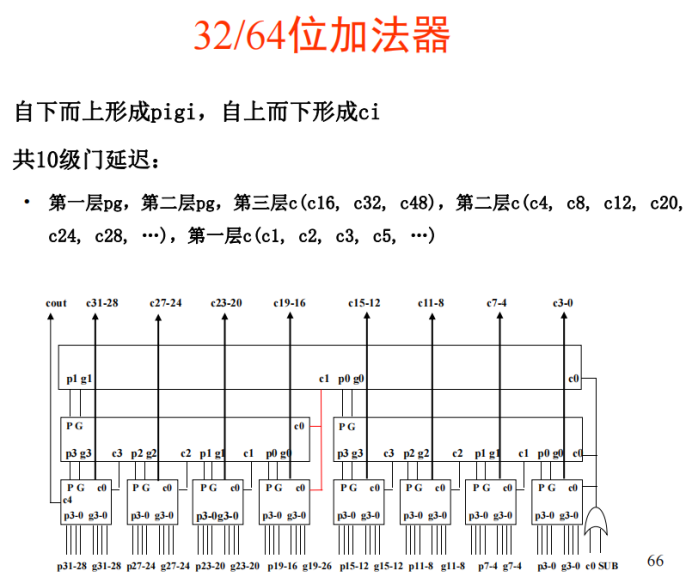 32/64位加法器
自下而上形成pigi，自上而下形成ci
共10级门延迟：
• 第一层pg，第二层pg，第三层c(c16, c32, c48)，第二层c(c4, c8, c12, c20,
c24, c28, …)，第一层c(c1, c2, c3, c5, …)
cout c31-28 c27-24 c23-20 c19-16 c15-12 c11-8 c7-4 c3-0
p1 g1 c1 p0 g0 c0
P G c0 P G
p3 g3 c3 p2 g2 c2 p1 g1 c1 p0 g0 p3 g3 c3 p2 g2 c2 p1 g1 c1 p0 g0 c0
P G c0 P G c0 P G c0 P G c0 P G c0 P G c0 P G c0 P G c0
c4
p3-0 g3-0 p3-0 g3-0 p3-0g3-0 p3-0 g3-0 p3-0 g3-0 p3-0 g3-0 p3-0 g3-0 p3-0 g3-0
p31-28 g31-28 p27-24 g27-24 p23-20 g23-20 p19-16 g19-26 p15-12 g15-12 p11-8 g11-8 p7-4 g7-4 p3-0 g3-0 c0 SUB
66